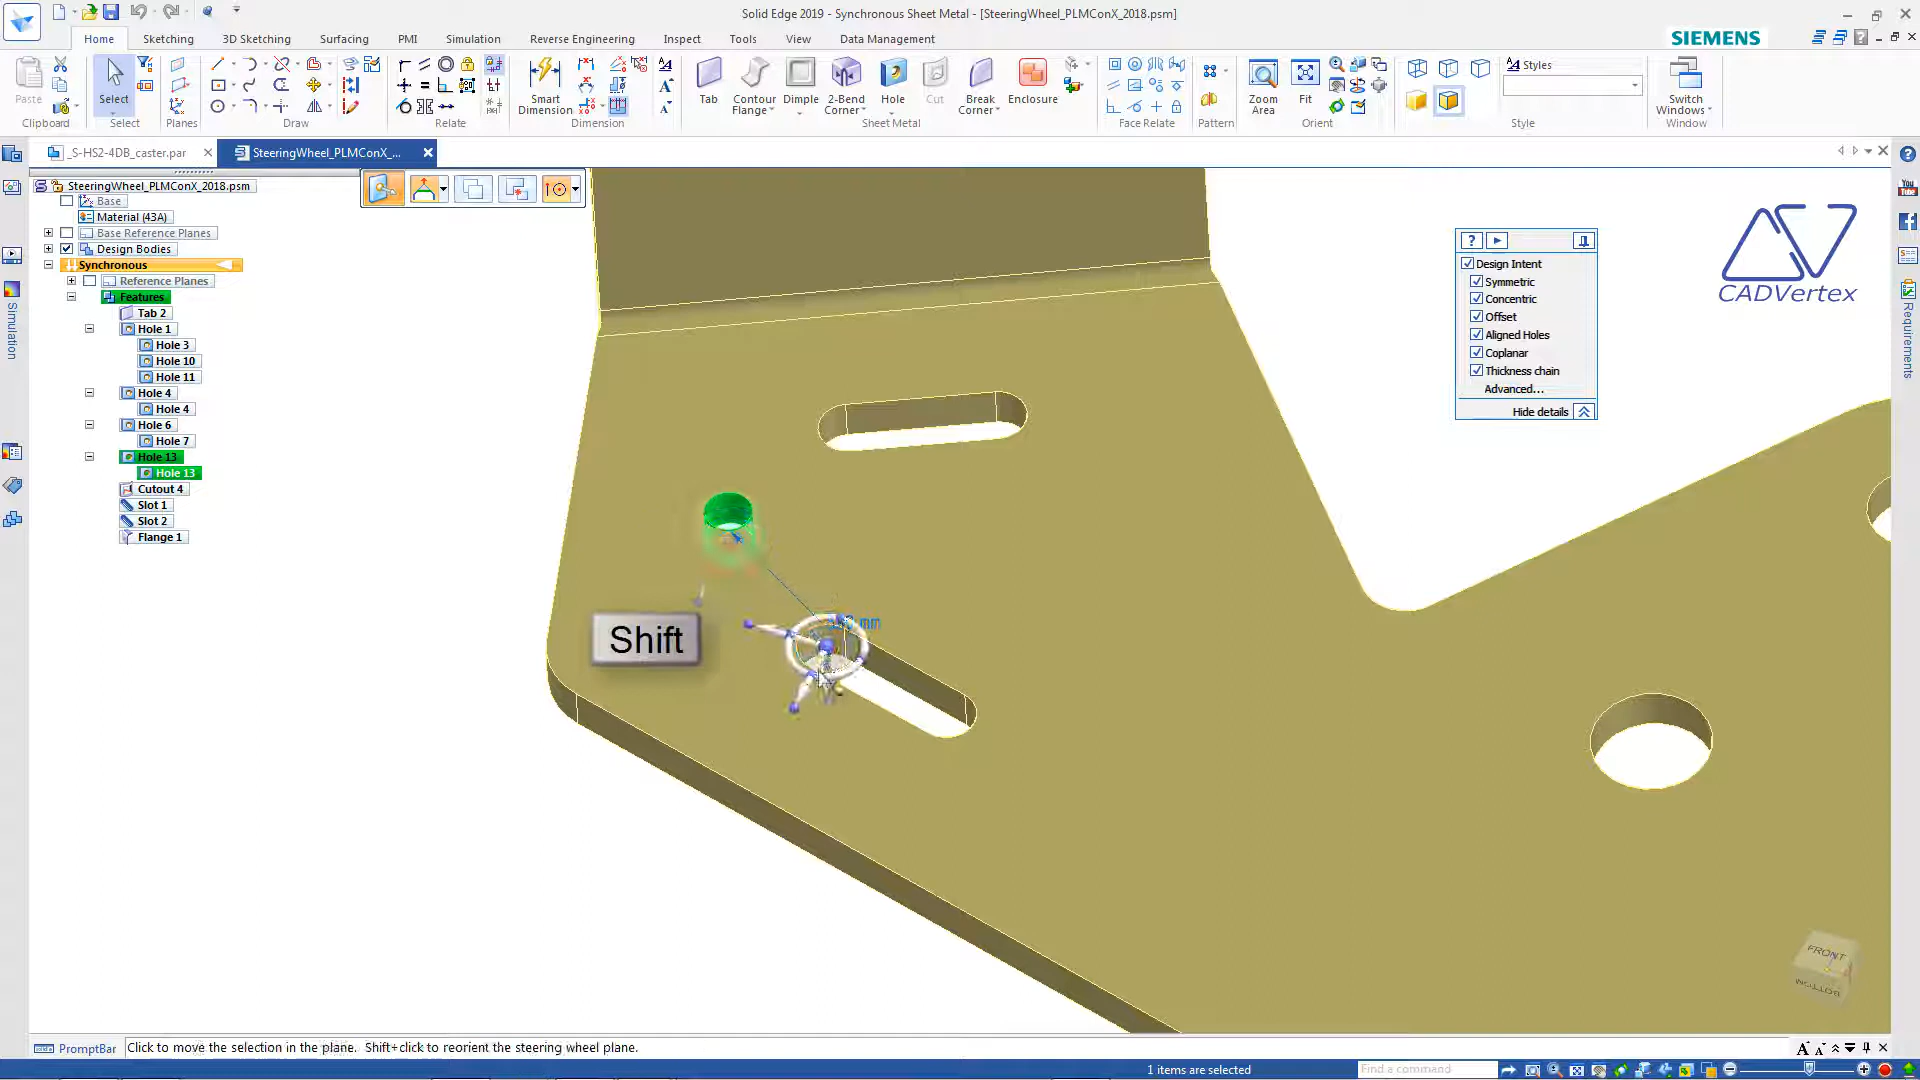 Solid Edge 2019 - Synchronous Sheet Metal - [SteeringWheel_PLMConX_2018.psm]
Home Sketching 3D Sketching Surfacing PMI Simulation Reverse Engineering Inspect Tools View Data Management SIEMENS
Paste Select Smart Dimension Tab Contour Flange Dimple 2-Bend Corner Hole Cut Break Corner Enclosure Zoom Area Fit Styles Switch Windows
Clipboard Select Planes Draw Relate Dimension Sheet Metal Face Relate Pattern Orient Style Window
_S-HS2-4DB_caster.par
SteeringWheel_PLMConX_...
SteeringWheel_PLMConX_2018.psm
Base
Material (43A)
Base Reference Planes
Design Bodies
Synchronous
Reference Planes
Features
Tab 2
Hole 1
Hole 3
Hole 10
Hole 11
Hole 4
Hole 4
Hole 6
Hole 7
Hole 13
Hole 13
Cutout 4
Slot 1
Slot 2
Flange 1
Simulation
Shift
mm
Design Intent
Symmetric
Concentric
Offset
Aligned Holes
Coplanar
Thickness chain
Advanced...
Hide details
CADVertex
You Tube
Requirements
FRONT
BOTTOM
PromptBar
Click to move the selection in the plane. Shift+click to reorient the steering wheel plane.
1 items are selected
Find a command